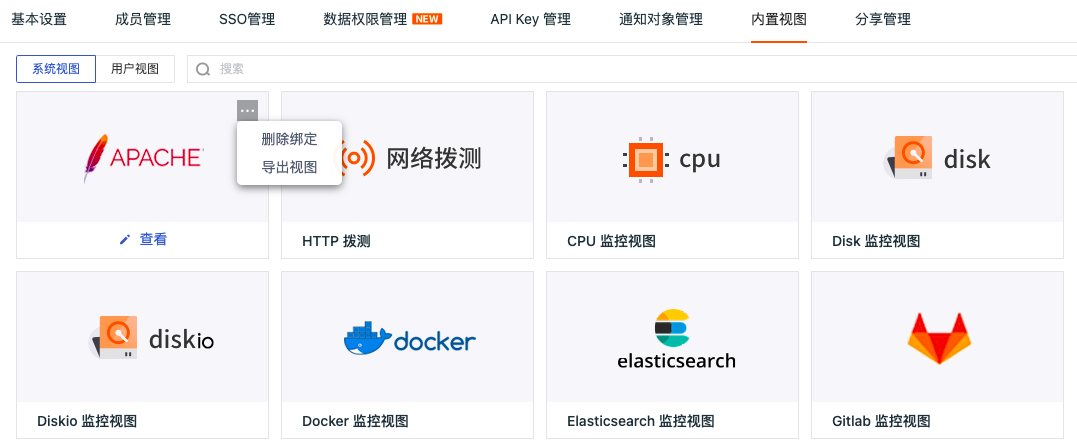 基本设置 成员管理 SSO管理 数据权限管理 NEW API Key 管理 通知对象管理 内置视图 分享管理
系统视图 用户视图 搜索
...
删除绑定
导出视图
APACHE 网络拨测 cpu disk
查看 HTTP 拨测 CPU 监控视图 Disk 监控视图
diskio docker elasticsearch
Diskio 监控视图 Docker 监控视图 Elasticsearch 监控视图 Gitlab 监控视图